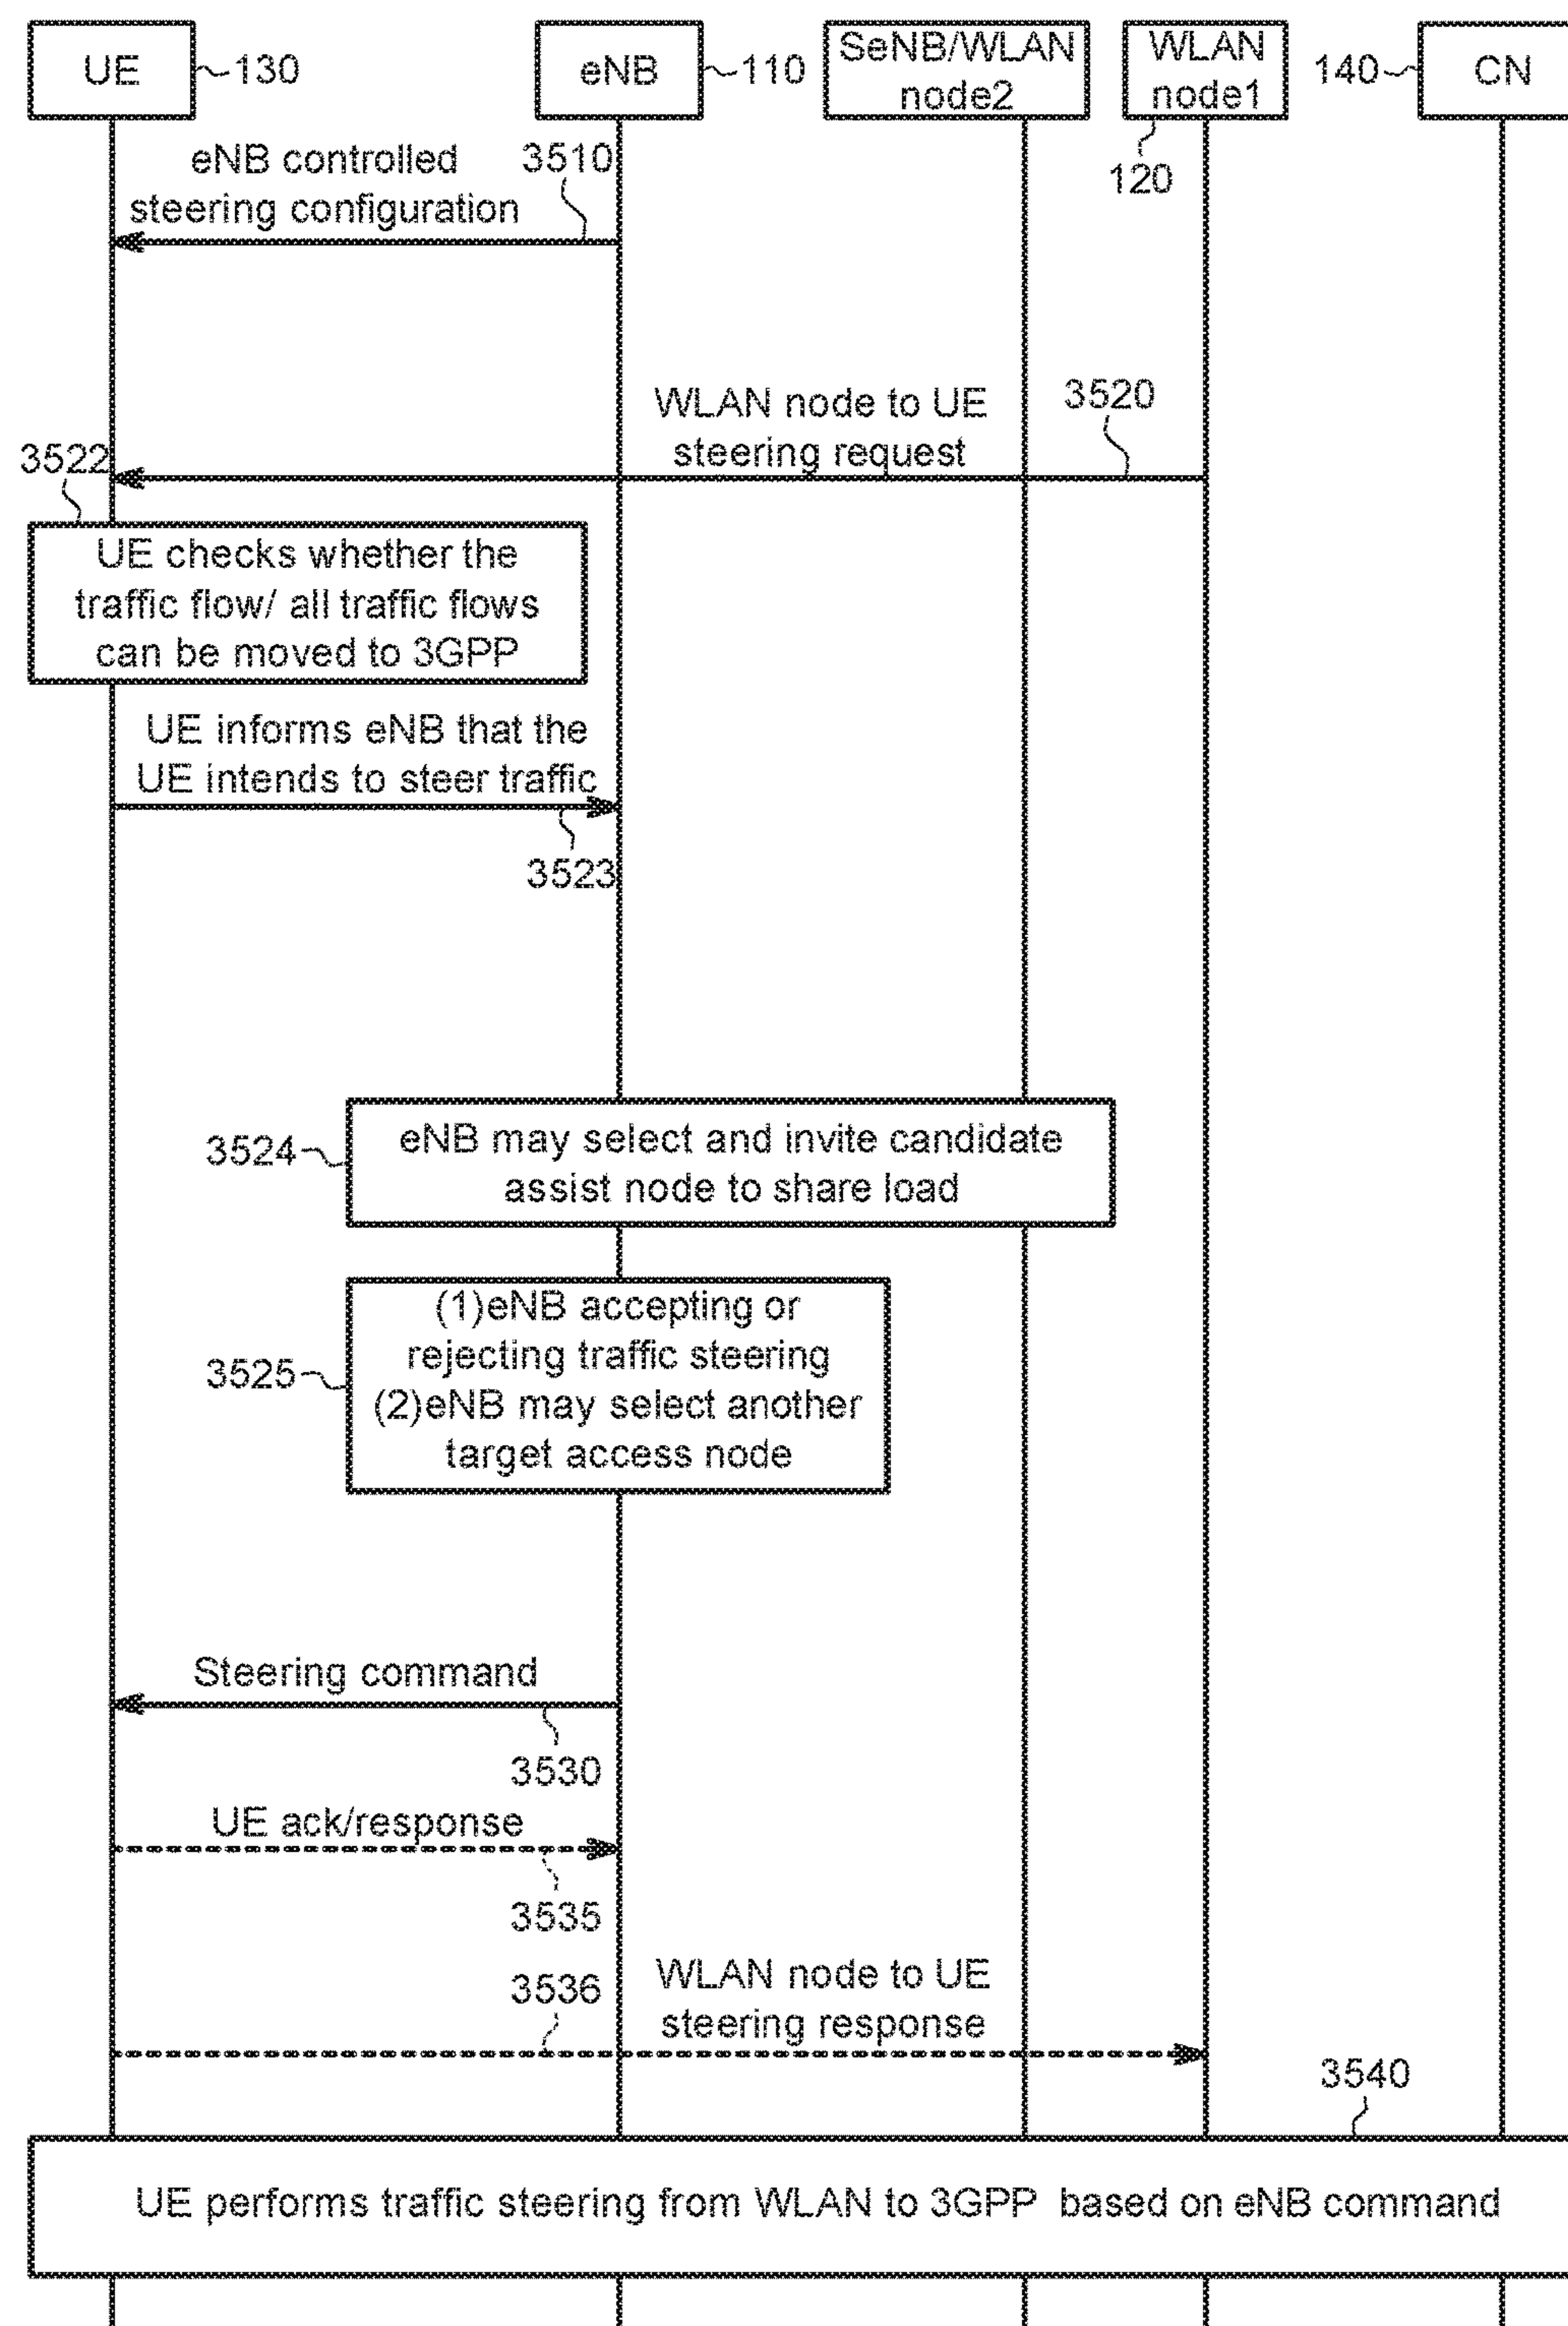 UE
130
eNB
110
SeNB/WLAN
node2
WLAN
node1
120
140
CN
eNB controlled
steering configuration
3510
WLAN node to UE
steering request
3520
3522
UE checks whether the
traffic flow/ all traffic flows
can be moved to 3GPP
UE informs eNB that the
UE intends to steer traffic
3523
3524
eNB may select and invite candidate
assist node to share load
3525
(1)eNB accepting or
rejecting traffic steering
(2)eNB may select another
target access node
Steering command
3530
UE ack/response
3535
3536
WLAN node to UE
steering response
3540
UE performs traffic steering from WLAN to 3GPP based on eNB command